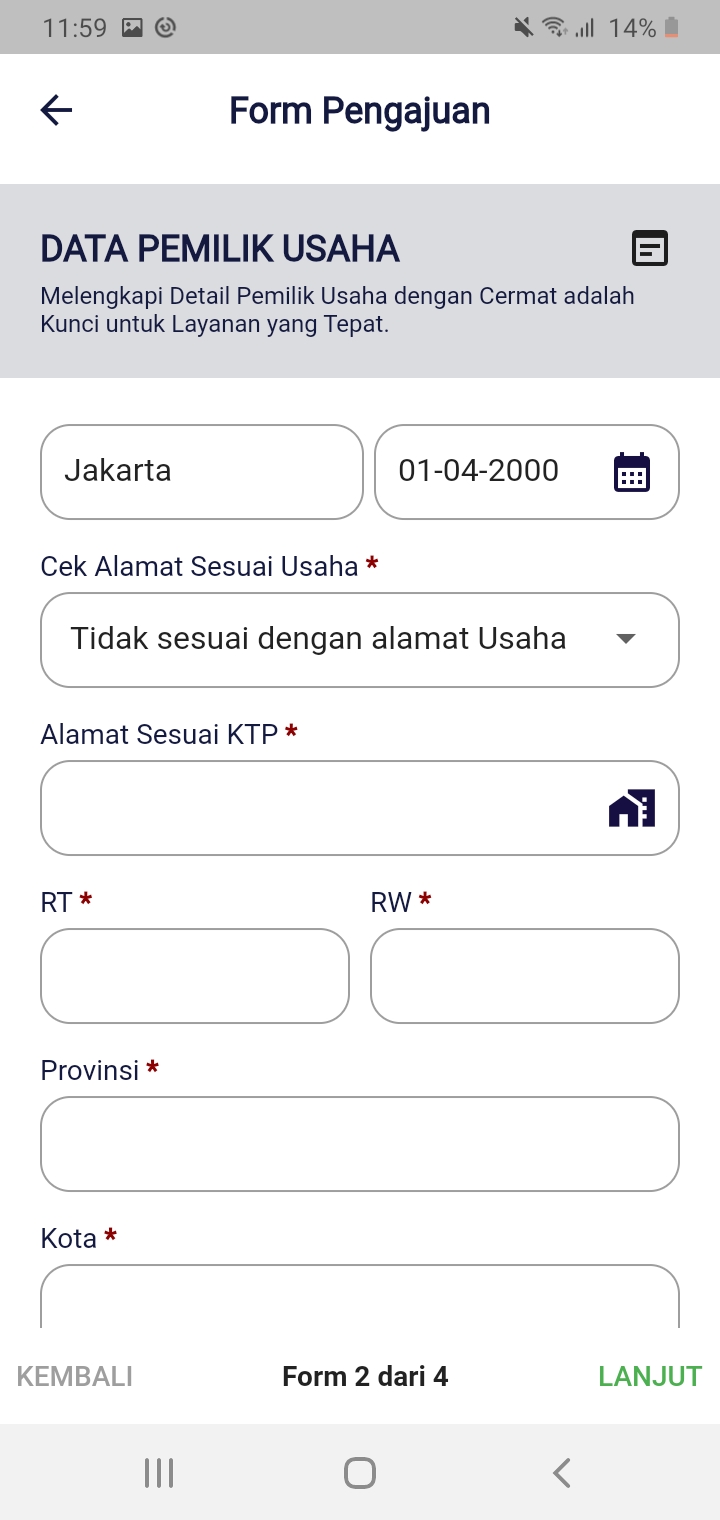 11:59 14%
Form Pengajuan
DATA PEMILIK USAHA
Melengkapi Detail Pemilik Usaha dengan Cermat adalah
Kunci untuk Layanan yang Tepat.
Jakarta 01-04-2000
Cek Alamat Sesuai Usaha *
Tidak sesuai dengan alamat Usaha
Alamat Sesuai KTP *
RT * RW *
Provinsi *
Kota *
KEMBALI Form 2 dari 4 LANJUT